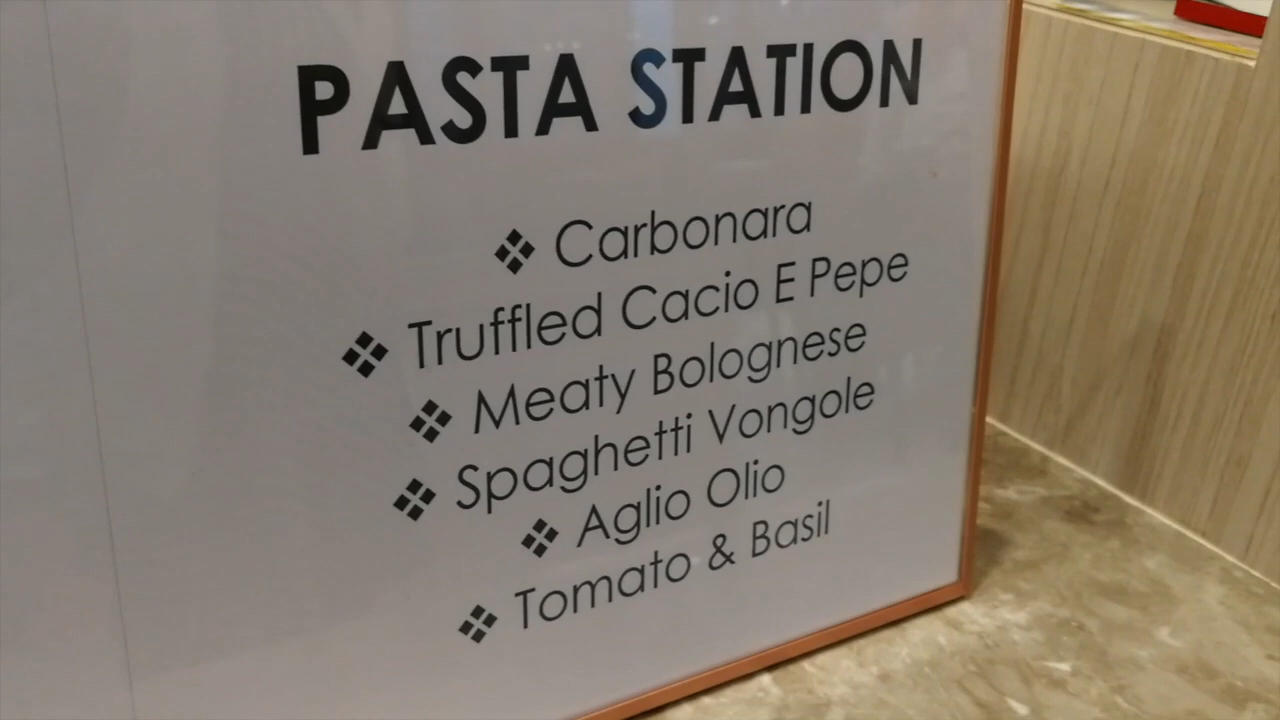 PASTA STATION
❖ Carbonara
❖ Truffled Cacio E Pepe
❖ Meaty Bolognese
❖ Spaghetti Vongole
❖ Aglio Olio
❖ Tomato & Basil